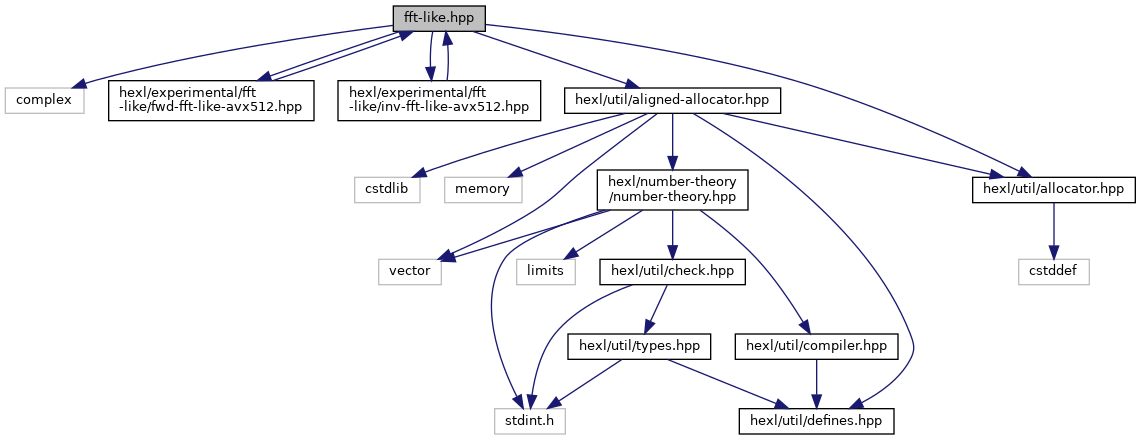 fft-like.hpp
complex
hexl/experimental/fft
-like/fwd-fft-like-avx512.hpp
hexl/experimental/fft
-like/inv-fft-like-avx512.hpp
hexl/util/aligned-allocator.hpp
cstdlib
memory
hexl/number-theory
/number-theory.hpp
hexl/util/allocator.hpp
vector
limits
hexl/util/check.hpp
cstddef
hexl/util/types.hpp
hexl/util/compiler.hpp
stdint.h
hexl/util/defines.hpp